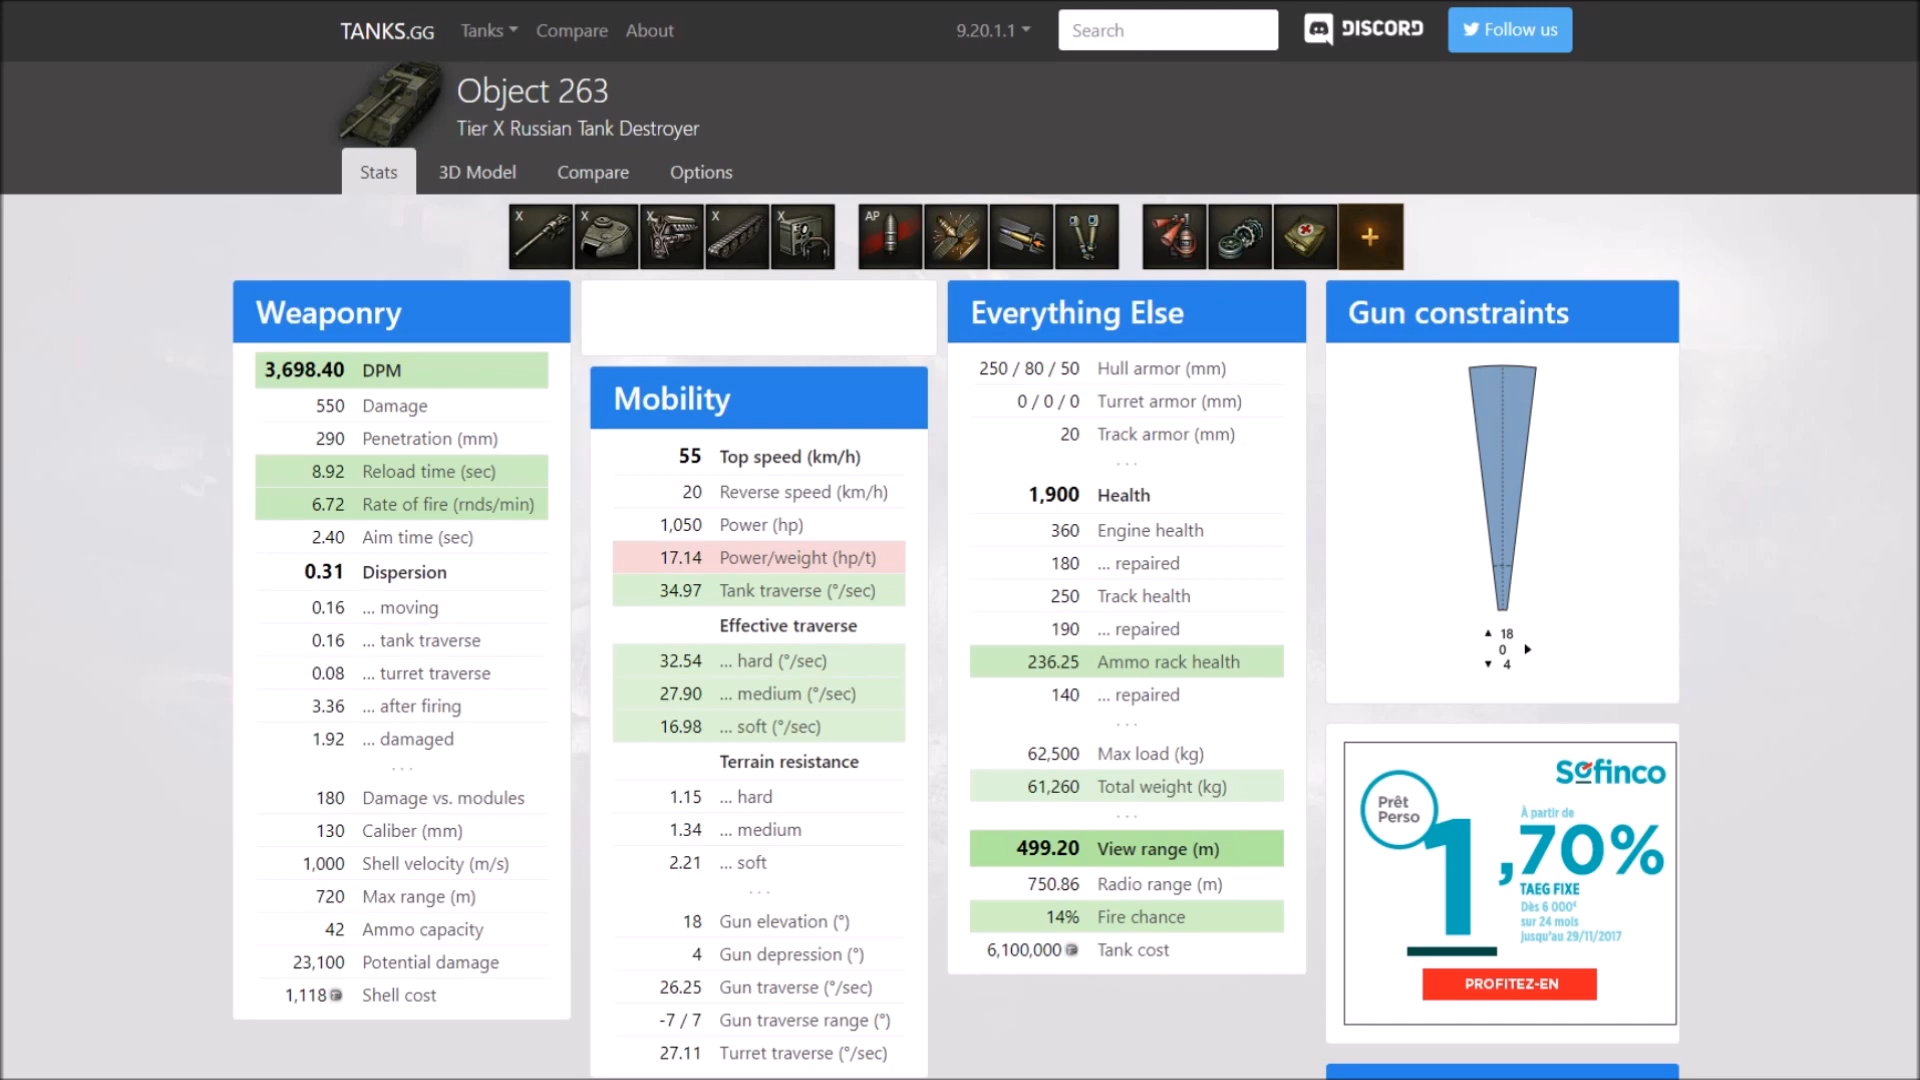 TANKS.GG Tanks Compare About 9.20.1.1 Search DISCORD Follow us
Object 263
Tier X Russian Tank Destroyer
Stats 3D Model Compare Options
X X X X X AP
Weaponry
3,698.40 DPM
550 Damage
290 Penetration (mm)
8.92 Reload time (sec)
6.72 Rate of fire (rnds/min)
2.40 Aim time (sec)
0.31 Dispersion
0.16 ... moving
0.16 ... tank traverse
0.08 ... turret traverse
3.36 ... after firing
1.92 ... damaged
...
180 Damage vs. modules
130 Caliber (mm)
1,000 Shell velocity (m/s)
720 Max range (m)
42 Ammo capacity
23,100 Potential damage
1,118 Shell cost
Mobility
55 Top speed (km/h)
20 Reverse speed (km/h)
1,050 Power (hp)
17.14 Power/weight (hp/t)
34.97 Tank traverse (°/sec)
Effective traverse
32.54 ... hard (°/sec)
27.90 ... medium (°/sec)
16.98 ... soft (°/sec)
Terrain resistance
1.15 ... hard
1.34 ... medium
2.21 ... soft
...
18 Gun elevation (°)
4 Gun depression (°)
26.25 Gun traverse (°/sec)
-7 / 7 Gun traverse range (°)
27.11 Turret traverse (°/sec)
Everything Else
250 / 80 / 50 Hull armor (mm)
0 / 0 / 0 Turret armor (mm)
20 Track armor (mm)
...
1,900 Health
360 Engine health
180 ... repaired
250 Track health
190 ... repaired
236.25 Ammo rack health
140 ... repaired
...
62,500 Max load (kg)
61,260 Total weight (kg)
...
499.20 View range (m)
750.86 Radio range (m)
14% Fire chance
6,100,000 Tank cost
Gun constraints
▲ 18
0 ▶
▼ 4
Sofinco
Prêt
Perso
À partir de
1,70%
TAEG FIXE
Dès 6 000€
sur 24 mois
Jusqu'au 29/11/2017
PROFITEZ-EN